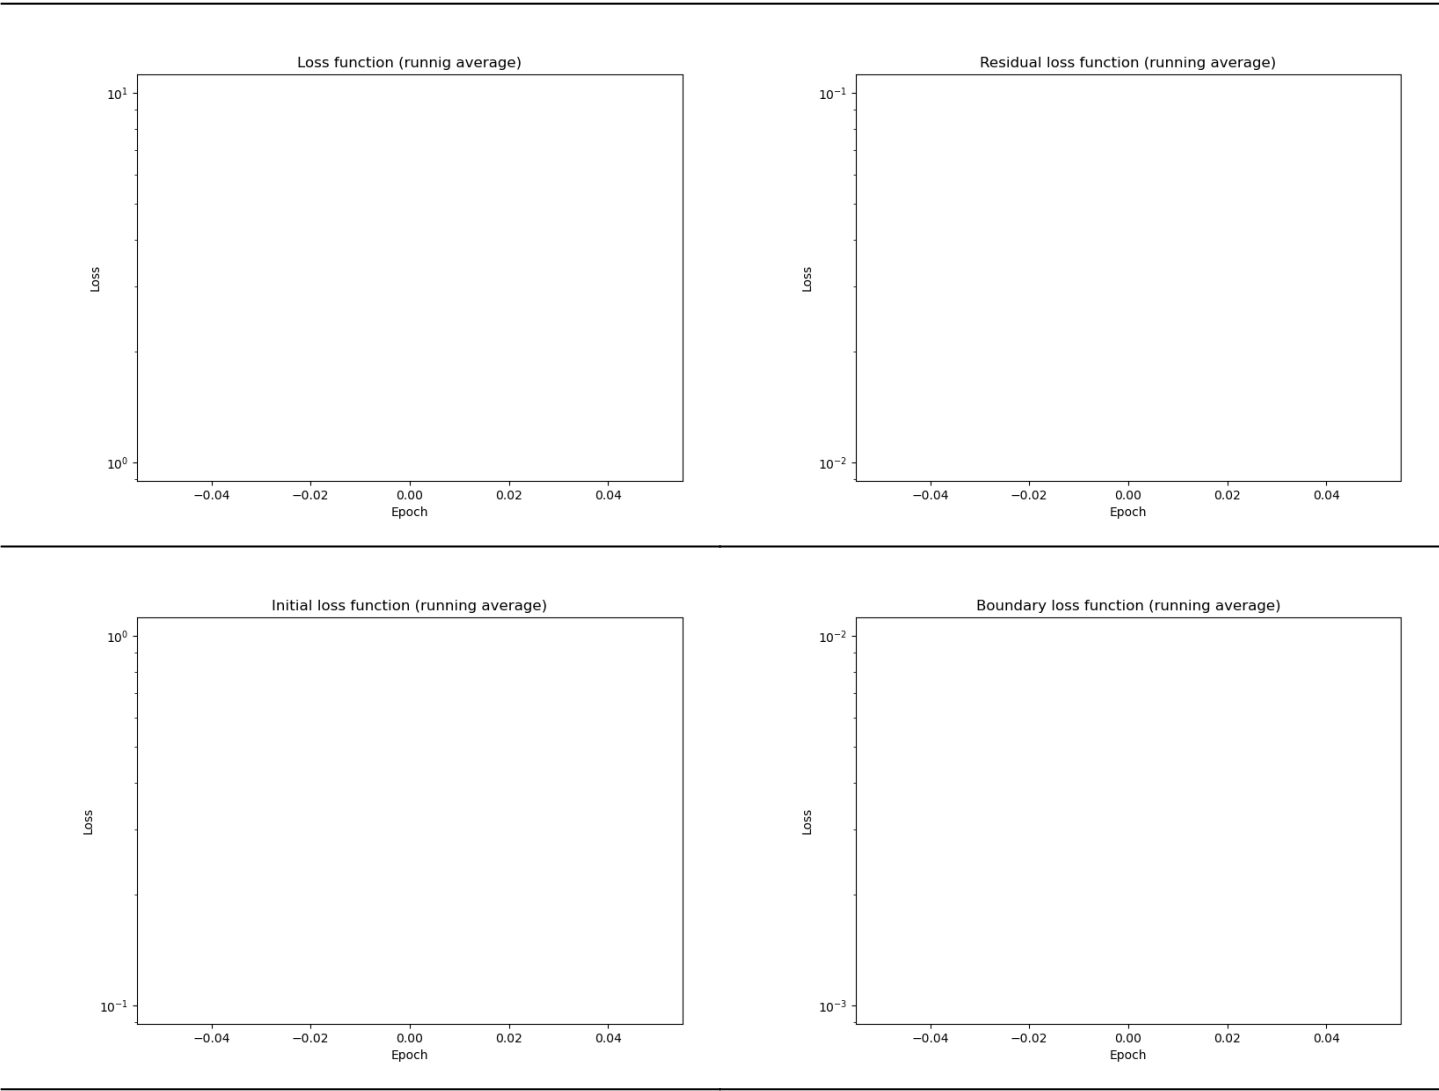 Loss function (runnig average)
10¹
10⁰
Loss
−0.04 −0.02 0.00 0.02 0.04
Epoch
Residual loss function (running average)
10⁻¹
10⁻²
Loss
−0.04 −0.02 0.00 0.02 0.04
Epoch
Initial loss function (running average)
10⁰
10⁻¹
Loss
−0.04 −0.02 0.00 0.02 0.04
Epoch
Boundary loss function (running average)
10⁻²
10⁻³
Loss
−0.04 −0.02 0.00 0.02 0.04
Epoch